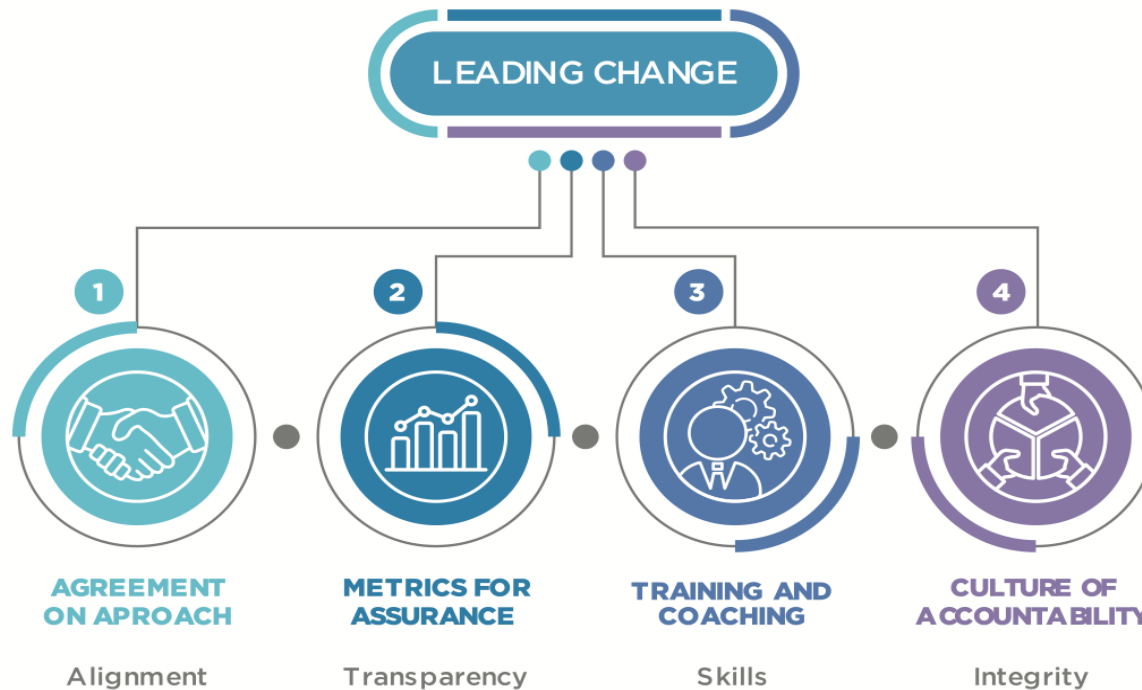 LEADING CHANGE
1
2
3
4
AGREEMENT
ON APROACH
METRICS FOR
ASSURANCE
TRAINING AND
COACHING
CULTURE OF
ACCOUNTABILITY
Alignment
Transparency
Skills
Integrity